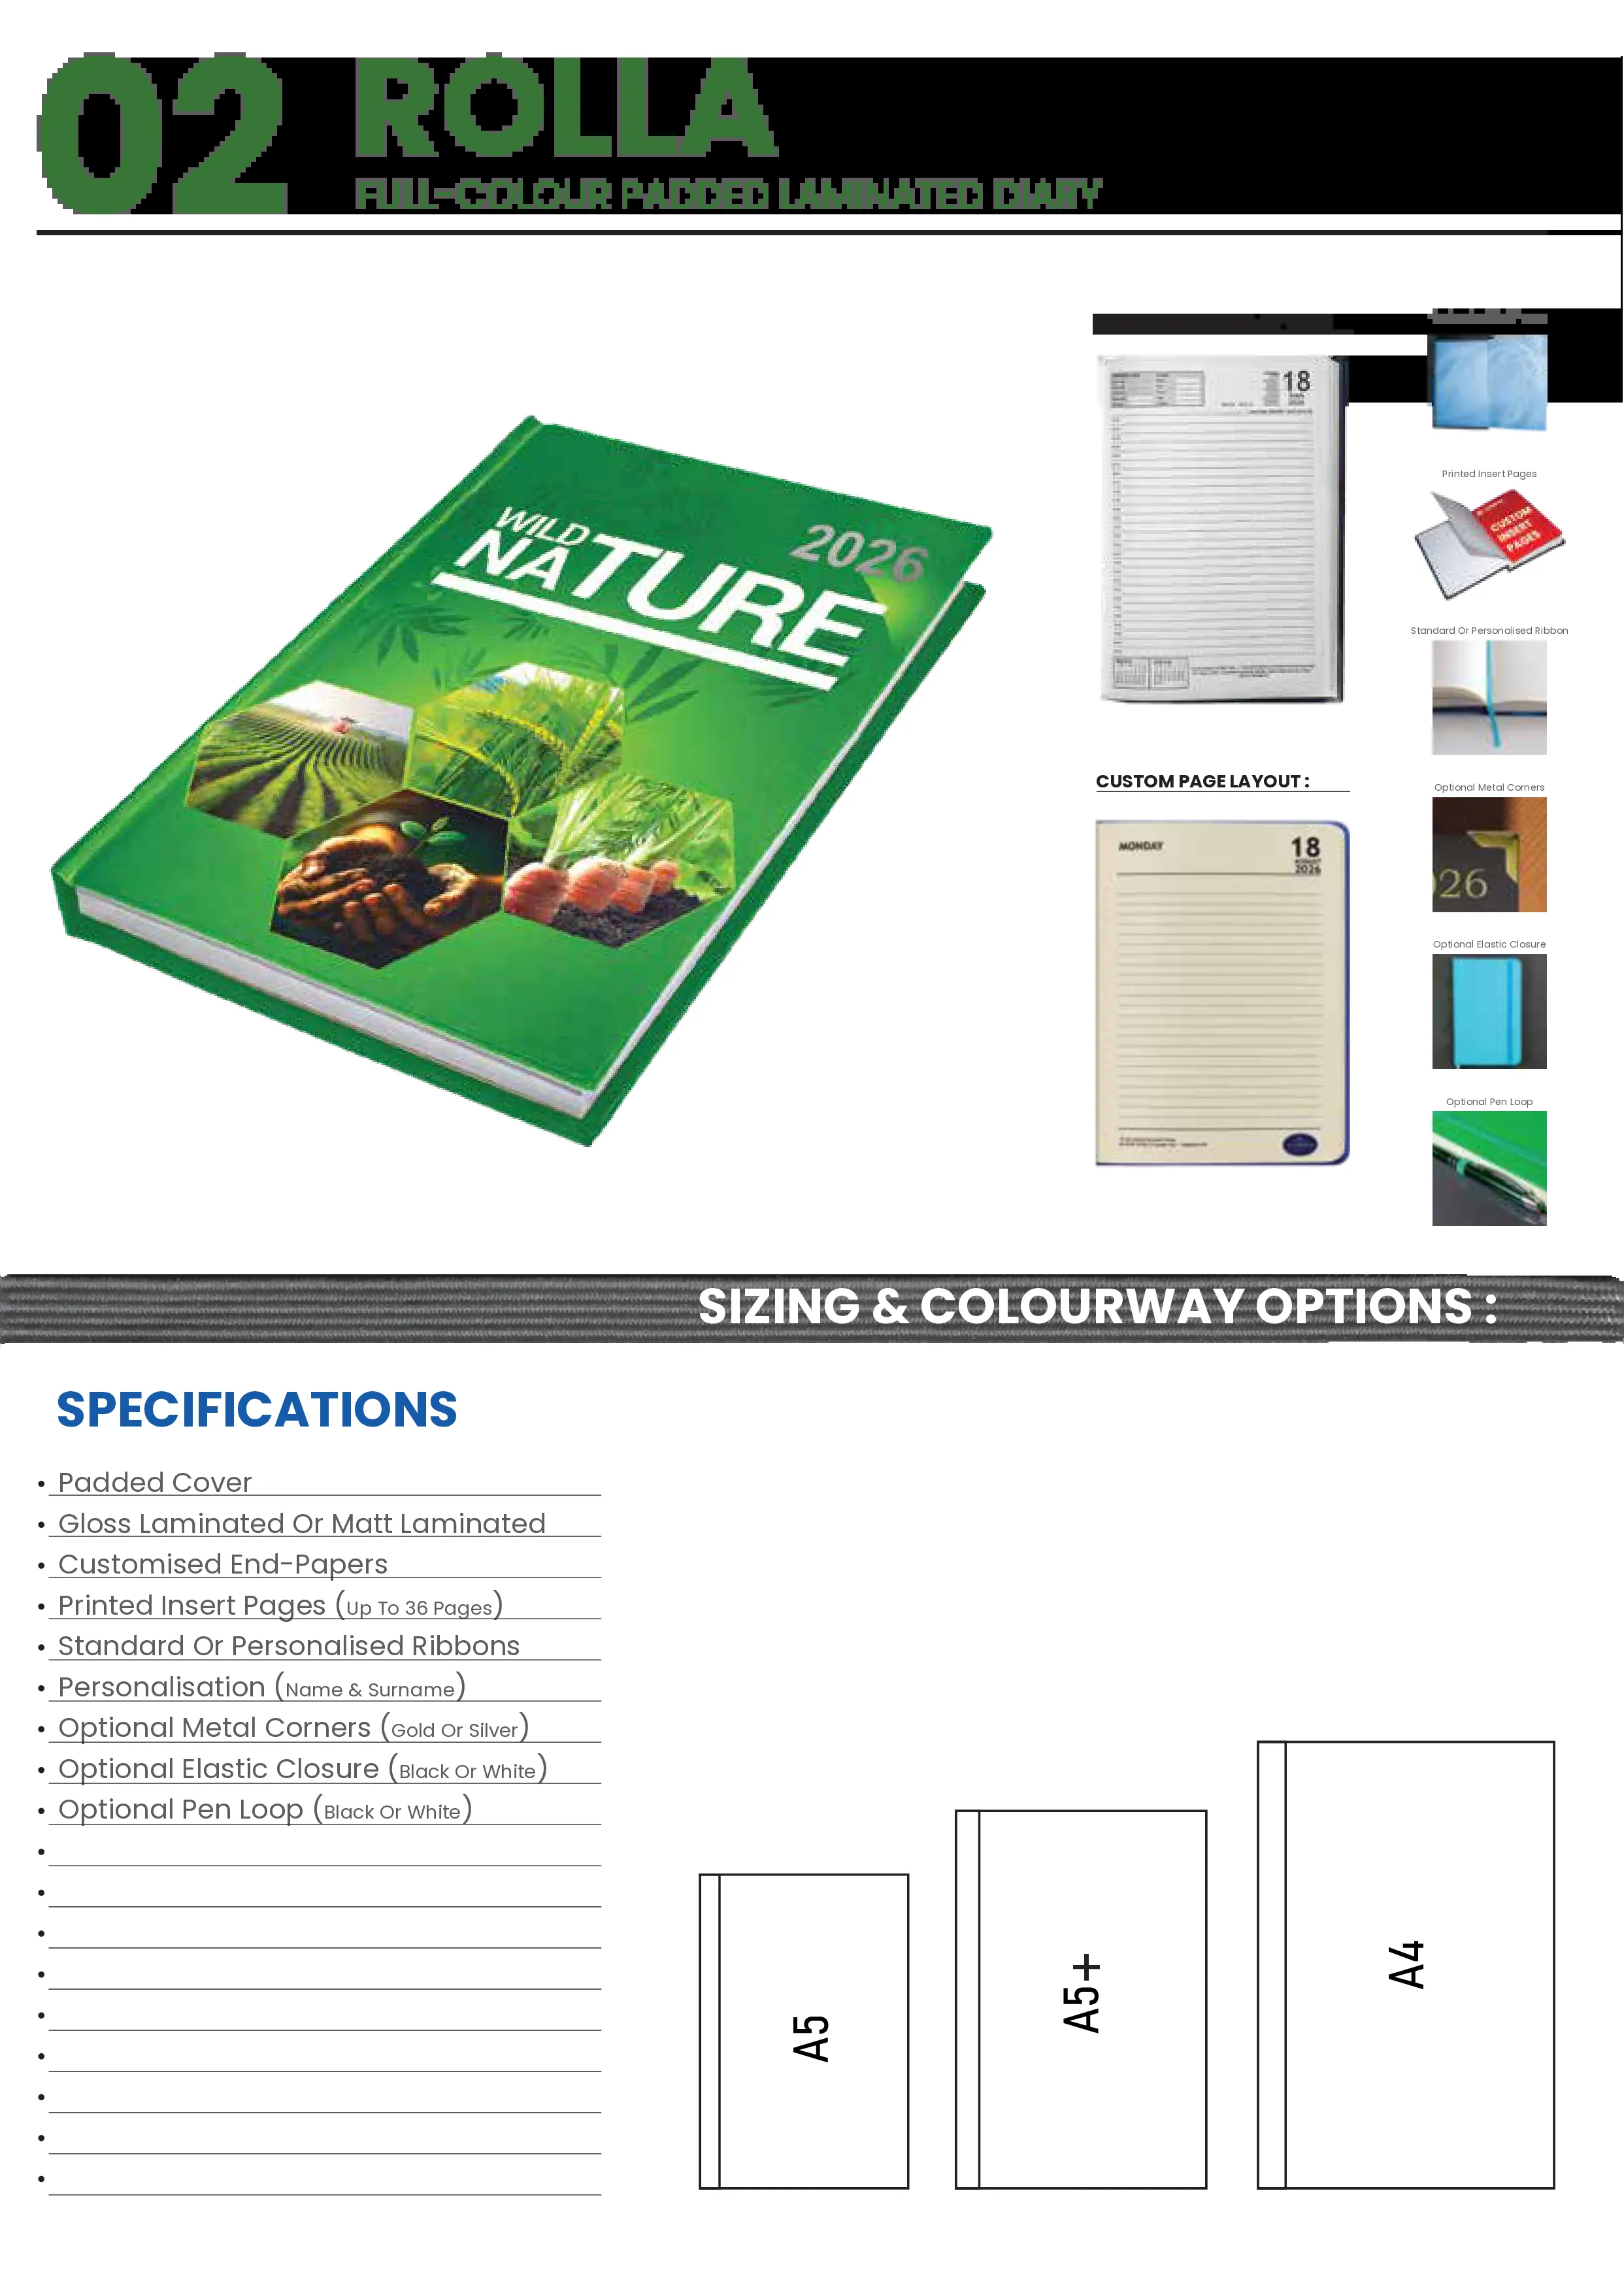 02
ROLLA
FULL-COLOUR PADDED LAMINATED DIARY
WILD
NATURE
2026
18
Printed Insert Pages
CUSTOM
INSERT
PAGES
Standard Or Personalised Ribbon
CUSTOM PAGE LAYOUT :
MONDAY
18
AUGUST
2026
Optional Metal Corners
26
Optional Elastic Closure
Optional Pen Loop
SIZING & COLOURWAY OPTIONS :
SPECIFICATIONS
• Padded Cover
• Gloss Laminated Or Matt Laminated
• Customised End-Papers
• Printed Insert Pages (Up To 36 Pages)
• Standard Or Personalised Ribbons
• Personalisation (Name & Surname)
• Optional Metal Corners (Gold Or Silver)
• Optional Elastic Closure (Black Or White)
• Optional Pen Loop (Black Or White)
A5
A5+
A4